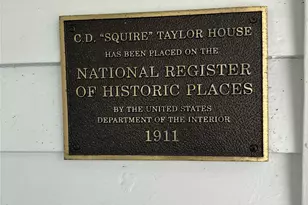 C.D. "SQUIRE" TAYLOR HOUSE
HAS BEEN PLACED ON THE
NATIONAL REGISTER
OF HISTORIC PLACES
BY THE UNITED STATES
DEPARTMENT OF THE INTERIOR
1911